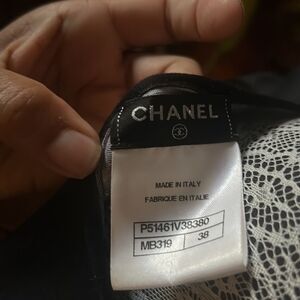 CHANEL
MADE IN ITALY
FABRIQUE EN ITALIE
P51461V38380
MB319 38